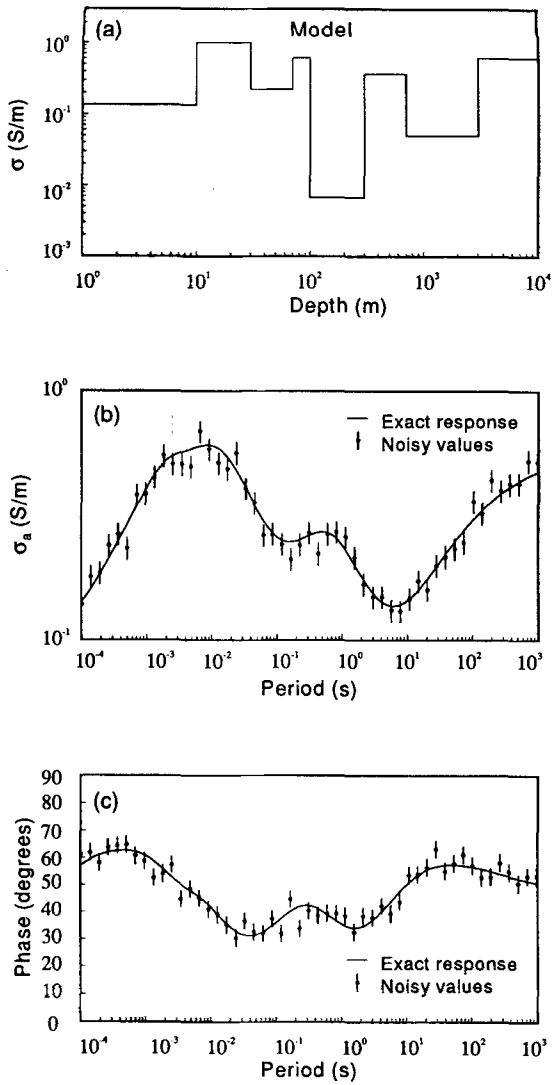 (a) Model
10⁰
10⁻¹
10⁻²
10⁻³
σ (S/m)
10⁰ 10¹ 10² 10³ 10⁴
Depth (m)
(b)
10⁰
10⁻¹
σₐ (S/m)
Exact response
Noisy values
10⁻⁴ 10⁻³ 10⁻² 10⁻¹ 10⁰ 10¹ 10² 10³
Period (s)
(c)
90
80
70
60
50
40
30
20
10
0
Phase (degrees)
Exact response
Noisy values
10⁻⁴ 10⁻³ 10⁻² 10⁻¹ 10⁰ 10¹ 10² 10³
Period (s)